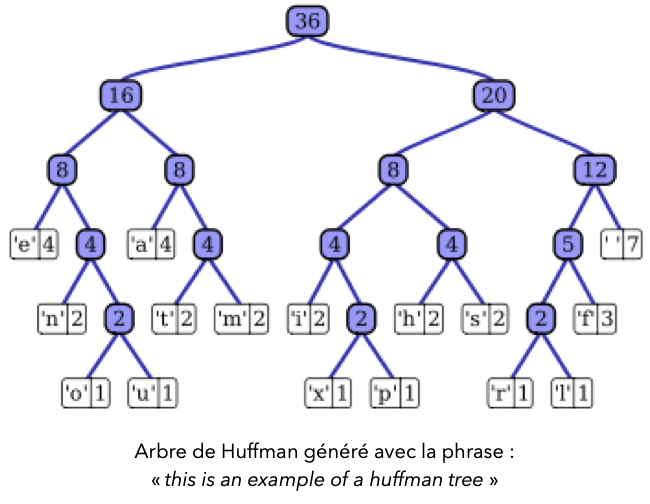 36
16 20
8 8 8 12
'e' 4 4 'a' 4 4 4 4 5 ' ' 7
'n' 2 2 't' 2 'm' 2 'i' 2 2 'h' 2 's' 2 2 'f' 3
'o' 1 'u' 1 'x' 1 'p' 1 'r' 1 'l' 1
Arbre de Huffman généré avec la phrase :
« this is an example of a huffman tree »